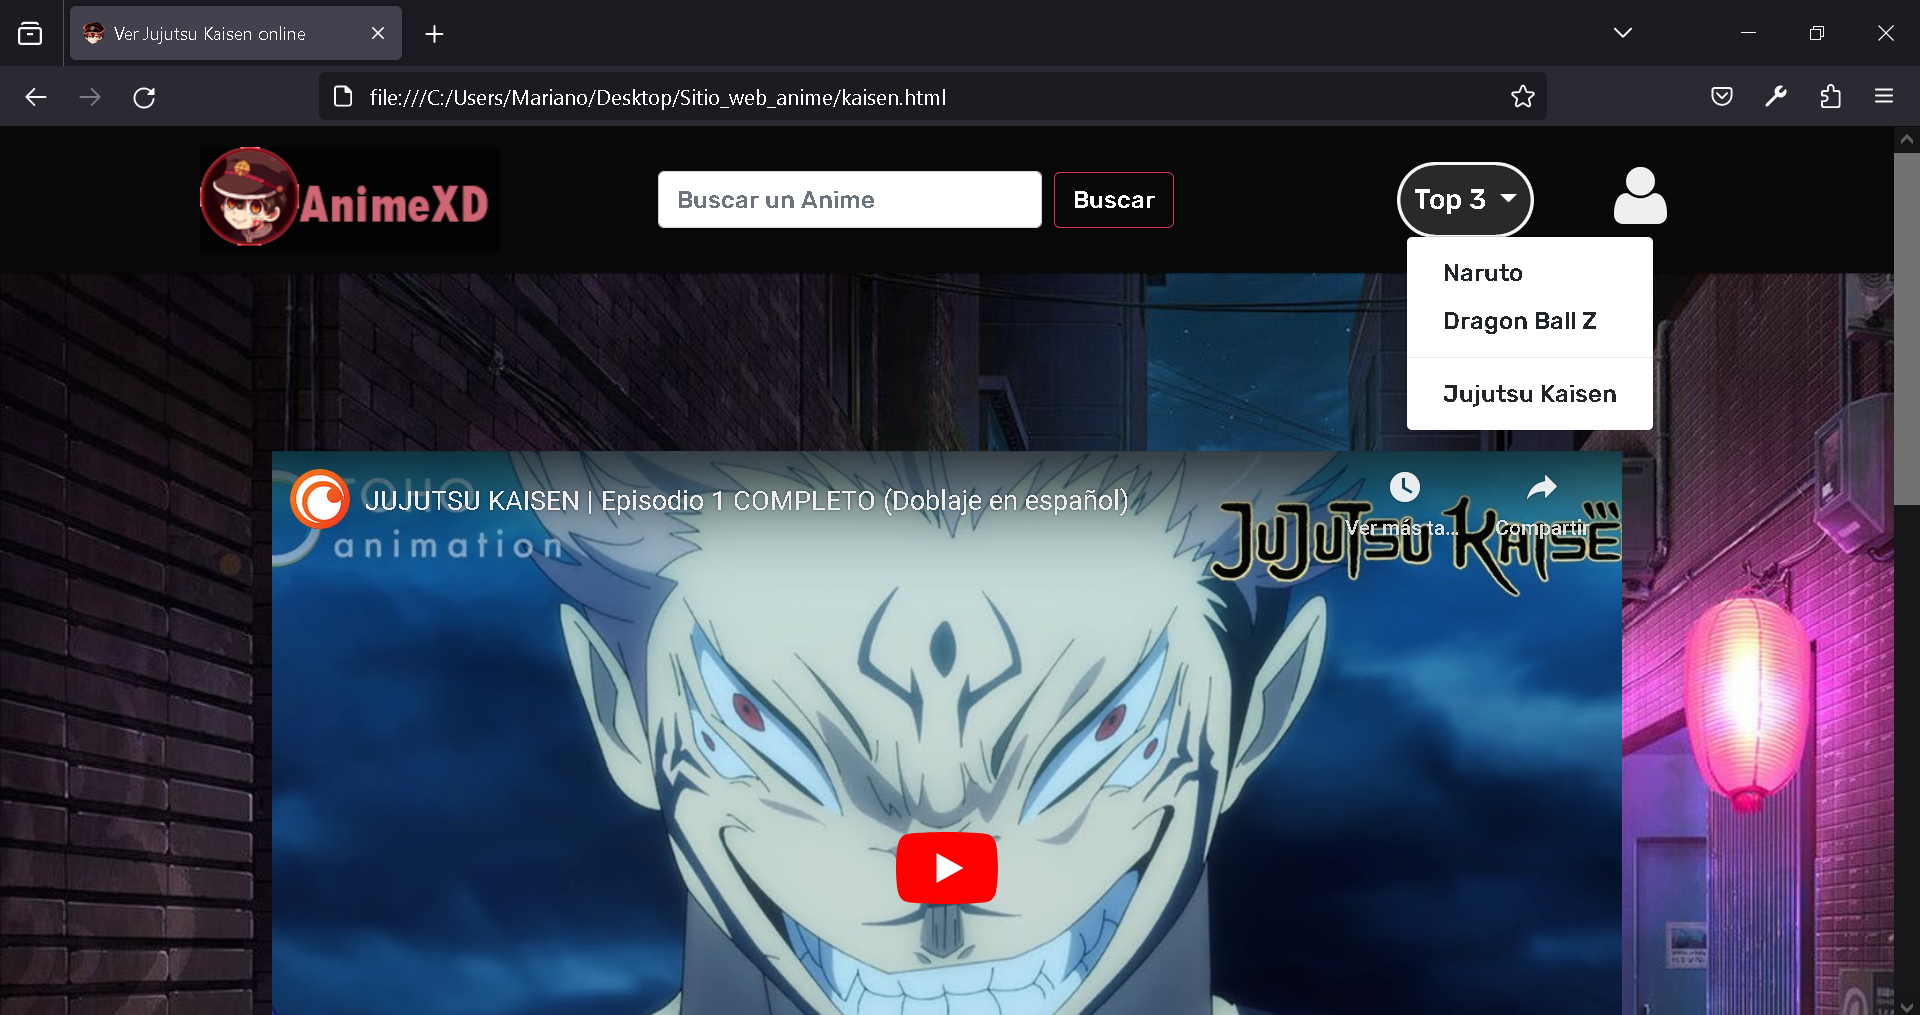 Ver Jujutsu Kaisen online
file:///C:/Users/Mariano/Desktop/Sitio_web_anime/kaisen.html
AnimeXD
Buscar un Anime
Buscar
Top 3
Naruto
Dragon Ball Z
Jujutsu Kaisen
JUJUTSU KAISEN | Episodio 1 COMPLETO (Doblaje en español)
animation
Ver más ta...
Compartir
JUJUTSU KAISE